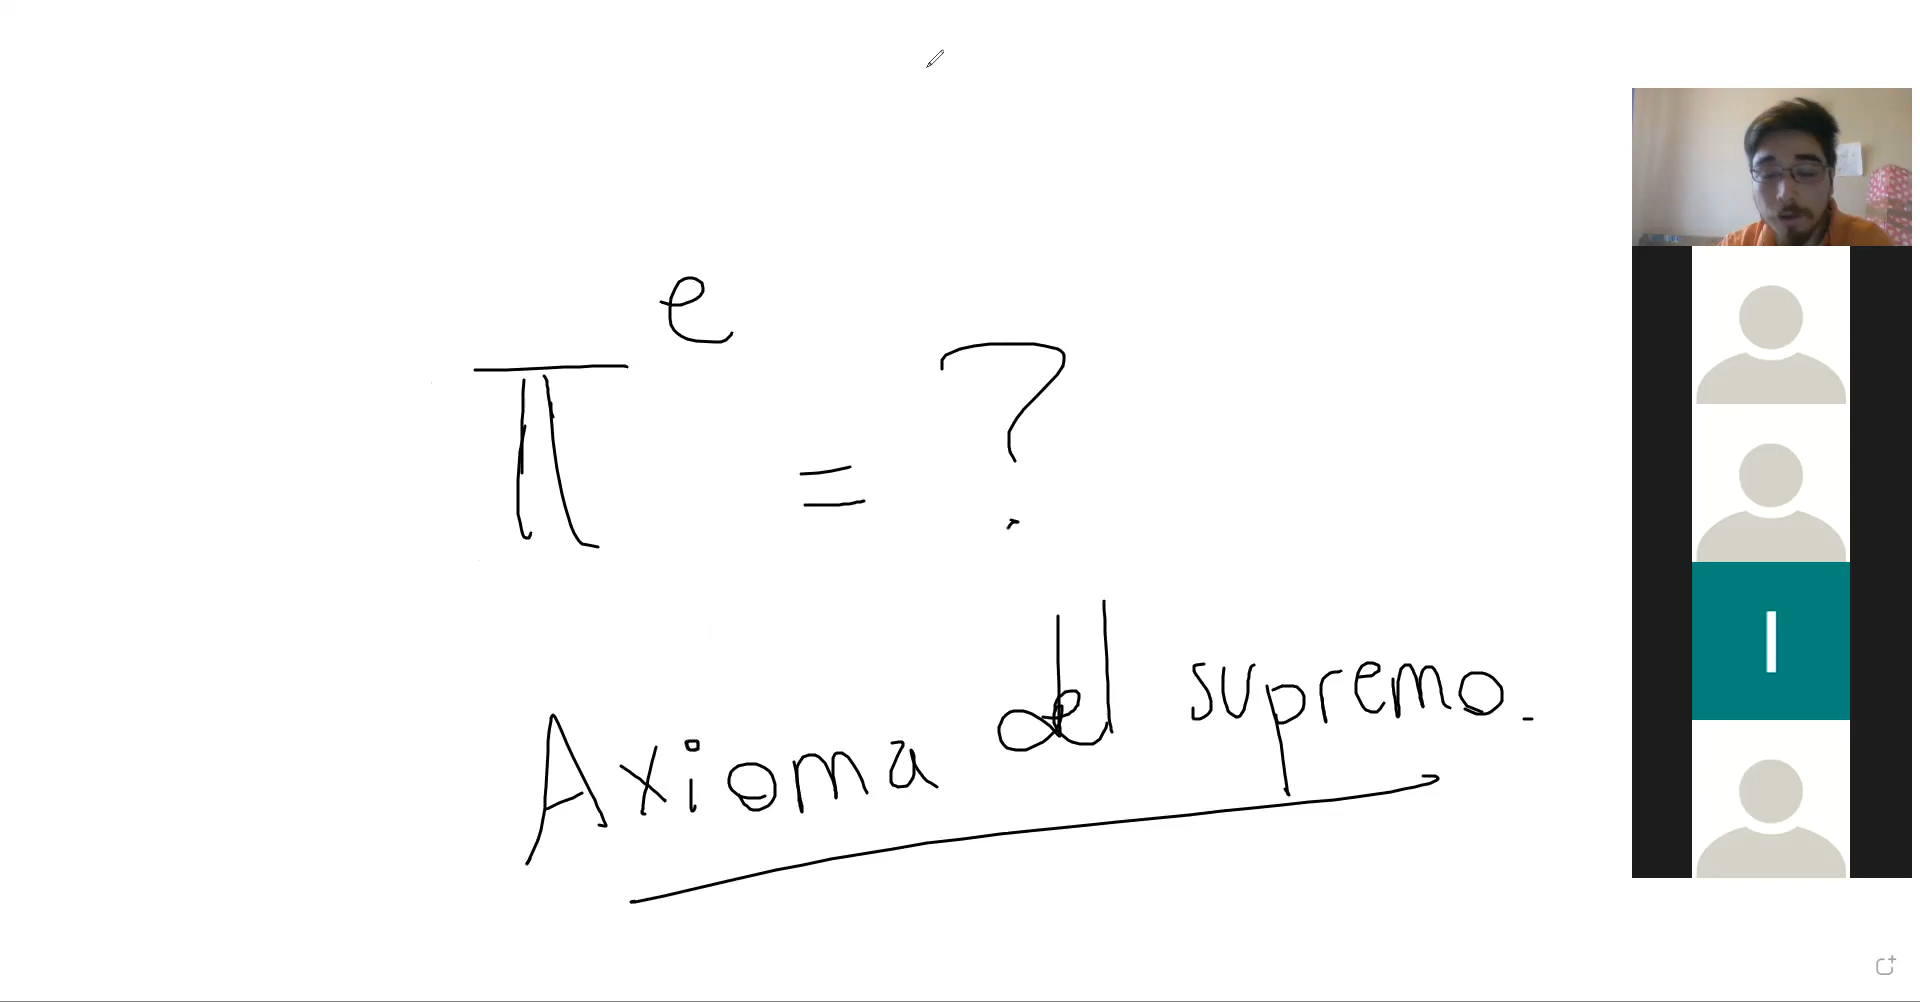 π^e = ?
Axioma del supremo.
I